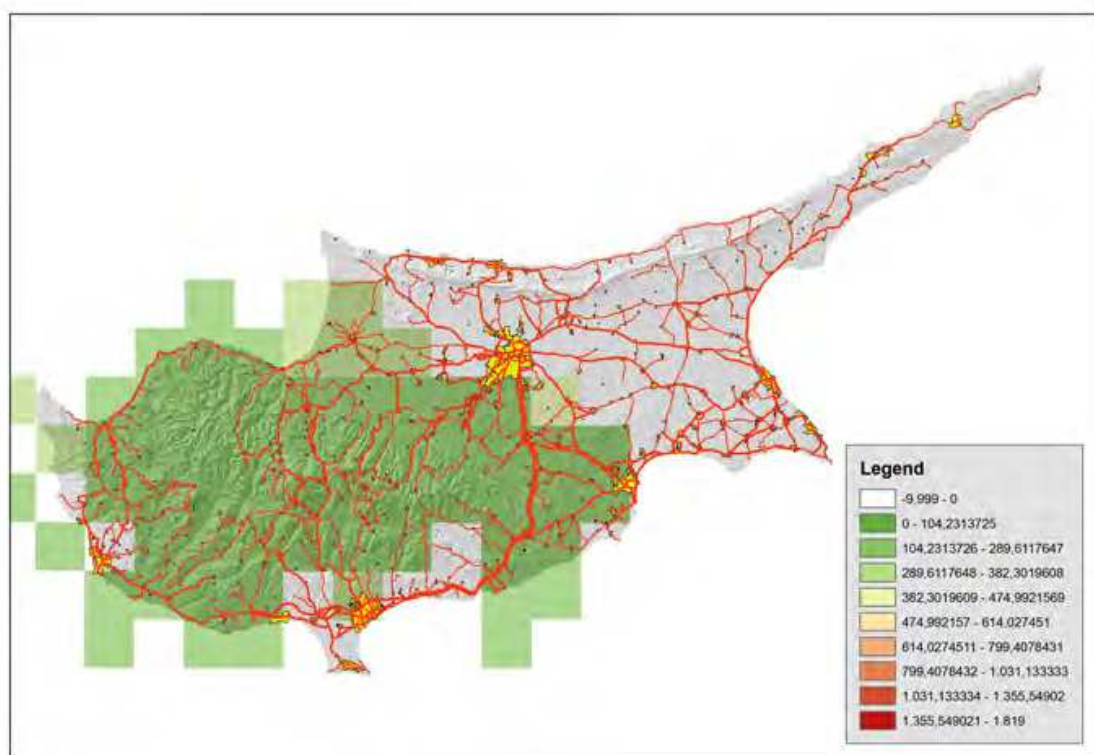 Legend
-9.999 - 0
0 - 104,2313725
104,2313726 - 289,6117647
289,6117648 - 382,3019608
382,3019609 - 474,9921569
474,992157 - 614,027451
614,0274511 - 799,4078431
799,4078432 - 1.031,133333
1.031,133334 - 1.355,54902
1.355,549021 - 1.819